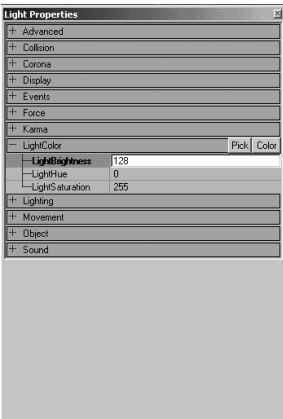 Light Properties
Advanced
Collision
Corona
Display
Events
Force
Karma
LightColor Pick Color
LightBrightness 128
LightHue 0
LightSaturation 255
Lighting
Movement
Object
Sound